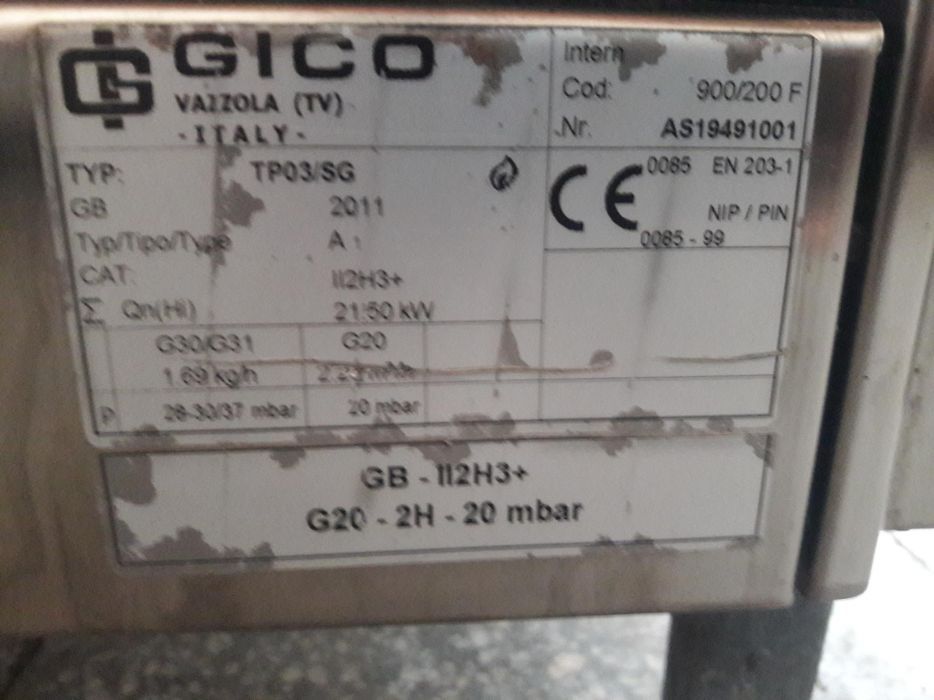 GICO
VAZZOLA (TV)
- ITALY -
Intern
Cod: 900/200 F
Nr. AS19491001
TYP: TP03/SG
GB 2011
Typ/Tipo/Type A
CAT: II2H3+
Σ Qn(Hi) 21.50 kW
CE 0085 EN 203-1
NIP / PIN
0085 - 99
G30/G31 G20
1.69 kg/h
p 28-30/37 mbar 20 mbar
GB - II2H3+
G20 - 2H - 20 mbar